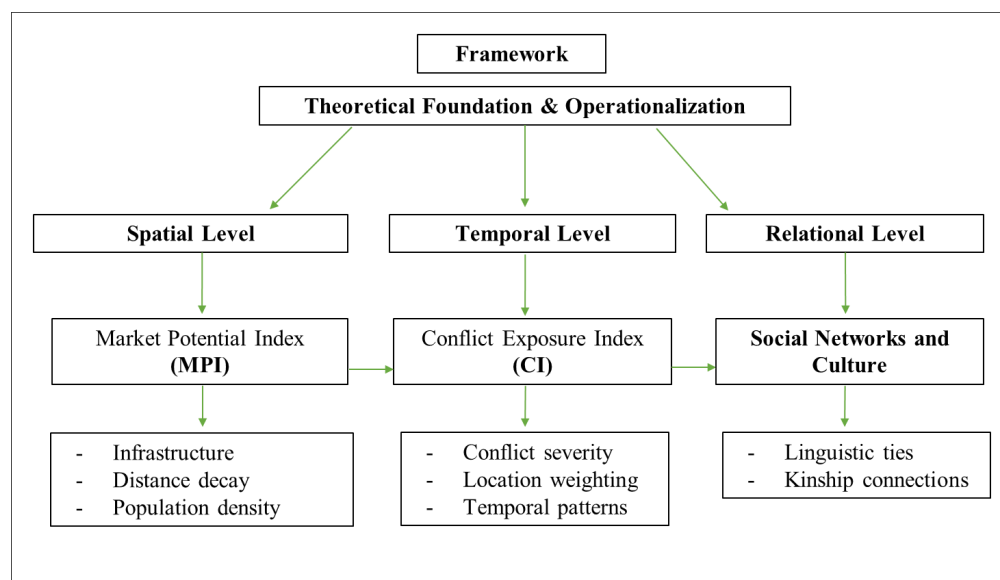 Framework
Theoretical Foundation & Operationalization
Spatial Level
Temporal Level
Relational Level
Market Potential Index
(MPI)
Conflict Exposure Index
(CI)
Social Networks and
Culture
- Infrastructure
- Distance decay
- Population density
- Conflict severity
- Location weighting
- Temporal patterns
- Linguistic ties
- Kinship connections